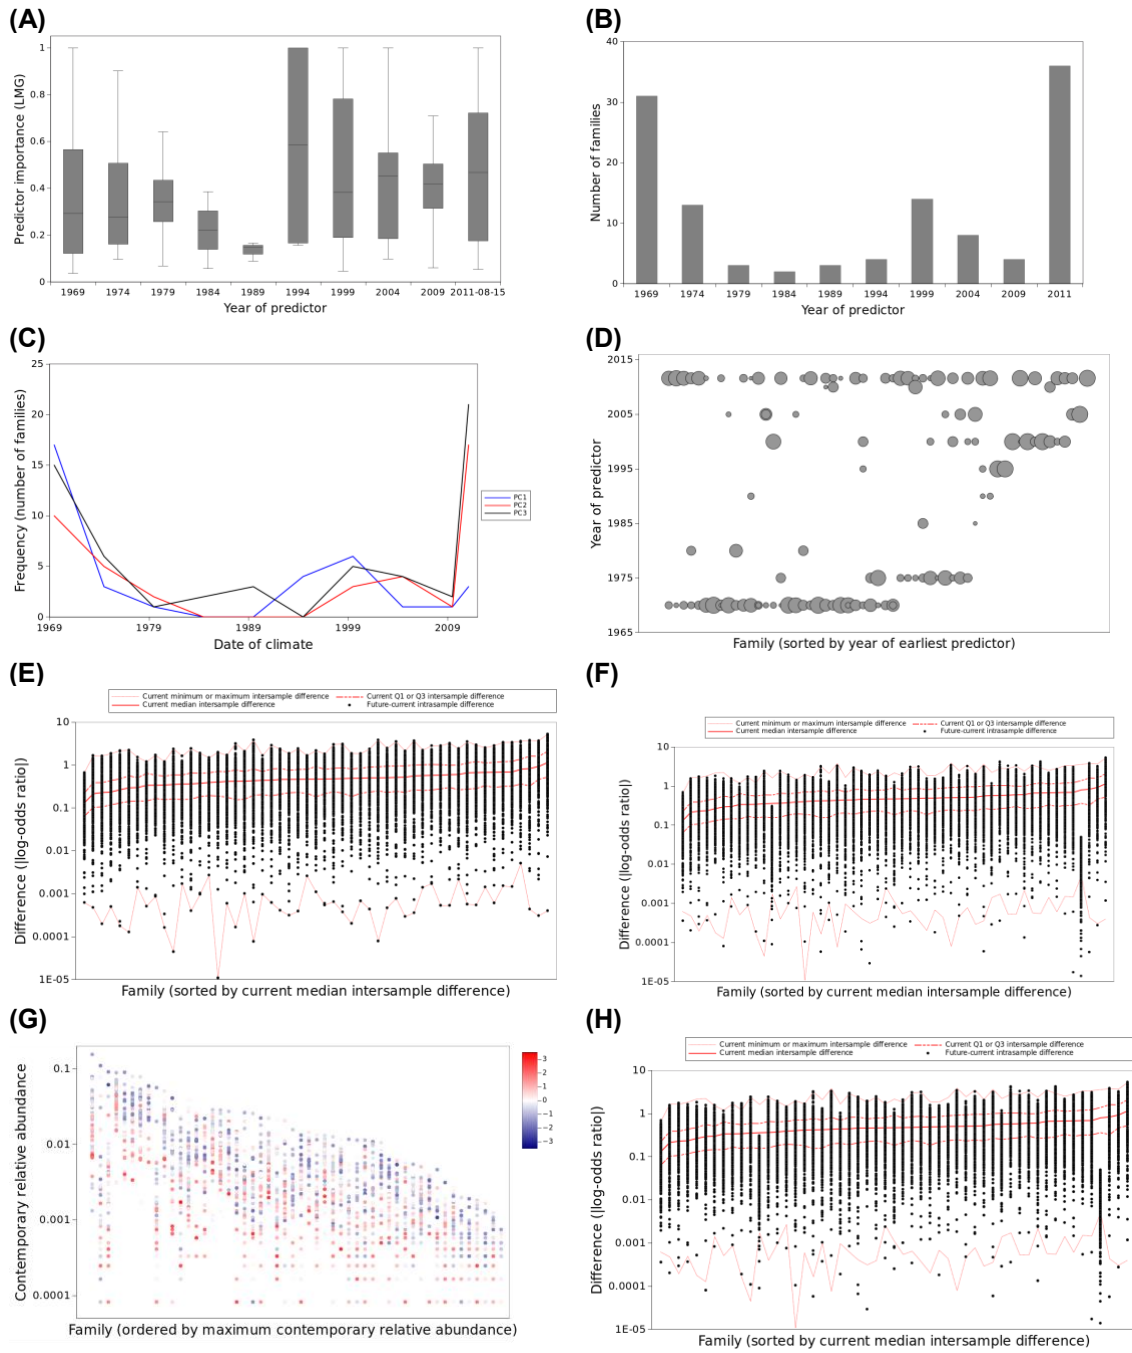 (A)
Predictor importance (LMG)
1
0.8
0.6
0.4
0.2
0
1969 1974 1979 1984 1989 1994 1999 2004 2009 2011-08-15
Year of predictor
(B)
Number of families
40
30
20
10
0
1969 1974 1979 1984 1989 1994 1999 2004 2009 2011
Year of predictor
(C)
Frequency (number of families)
25
20
15
10
5
0
1969 1979 1989 1999 2009
Date of climate
PC1
PC2
PC3
(D)
Year of predictor
2015
2005
1995
1985
1975
1965
Family (sorted by year of earliest predictor)
(E)
Current minimum or maximum intersample difference
Current Q1 or Q3 intersample difference
Current median intersample difference
Future-current intrasample difference
Difference (|log-odds ratio|)
10
1
0.1
0.01
0.001
0.0001
1E-05
Family (sorted by current median intersample difference)
(F)
Current minimum or maximum intersample difference
Current Q1 or Q3 intersample difference
Current median intersample difference
Future-current intrasample difference
Difference (|log-odds ratio|)
10
1
0.1
0.01
0.001
0.0001
1E-05
Family (sorted by current median intersample difference)
(G)
Contemporary relative abundance
0.1
0.01
0.001
0.0001
3
2
1
0
-1
-2
-3
Family (ordered by maximum contemporary relative abundance)
(H)
Current minimum or maximum intersample difference
Current Q1 or Q3 intersample difference
Current median intersample difference
Future-current intrasample difference
Difference (|log-odds ratio|)
10
1
0.1
0.01
0.001
0.0001
1E-05
Family (sorted by current median intersample difference)